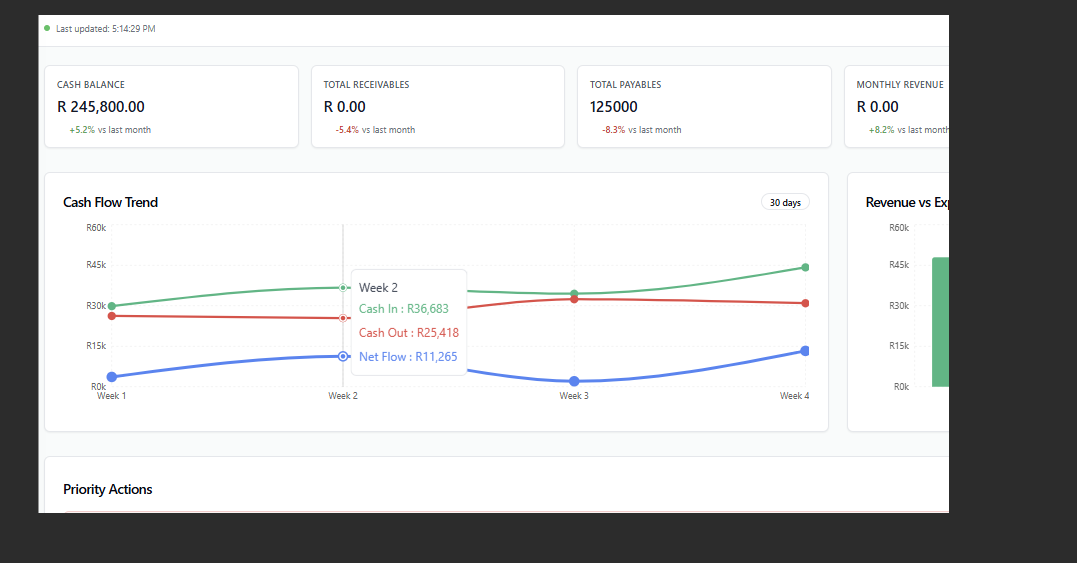 Last updated: 5:14:29 PM
CASH BALANCE
R 245,800.00
+5.2% vs last month
TOTAL RECEIVABLES
R 0.00
-5.4% vs last month
TOTAL PAYABLES
125000
-8.3% vs last month
MONTHLY REVENUE
R 0.00
+8.2% vs last month
Cash Flow Trend
30 days
R60k
R45k
R30k
R15k
R0k
Week 1
Week 2
Week 3
Week 4
Week 2
Cash In : R36,683
Cash Out : R25,418
Net Flow : R11,265
Revenue vs Exp
R60k
R45k
R30k
R15k
R0k
Priority Actions